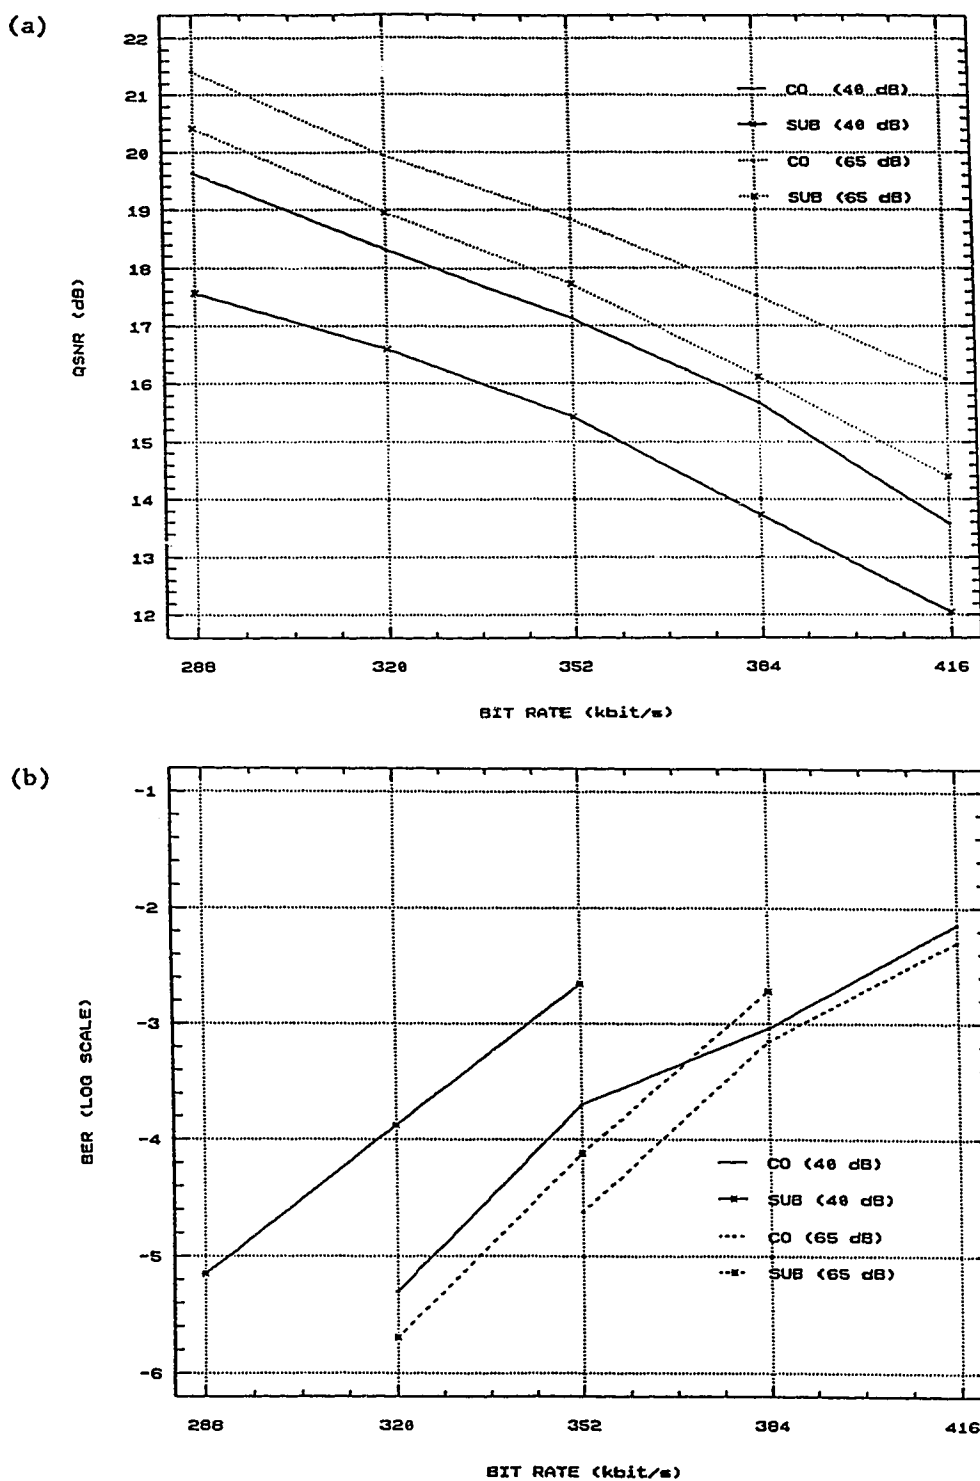 (a)
22
21
20
19
18
17
16
15
14
13
12
QSNR (dB)
CO (40 dB)
SUB (40 dB)
CO (65 dB)
SUB (65 dB)
288 320 352 384 416
BIT RATE (kbit/s)
(b)
-1
-2
-3
-4
-5
-6
BER (LOG SCALE)
CO (40 dB)
SUB (40 dB)
CO (65 dB)
SUB (65 dB)
288 320 352 384 416
BIT RATE (kbit/s)